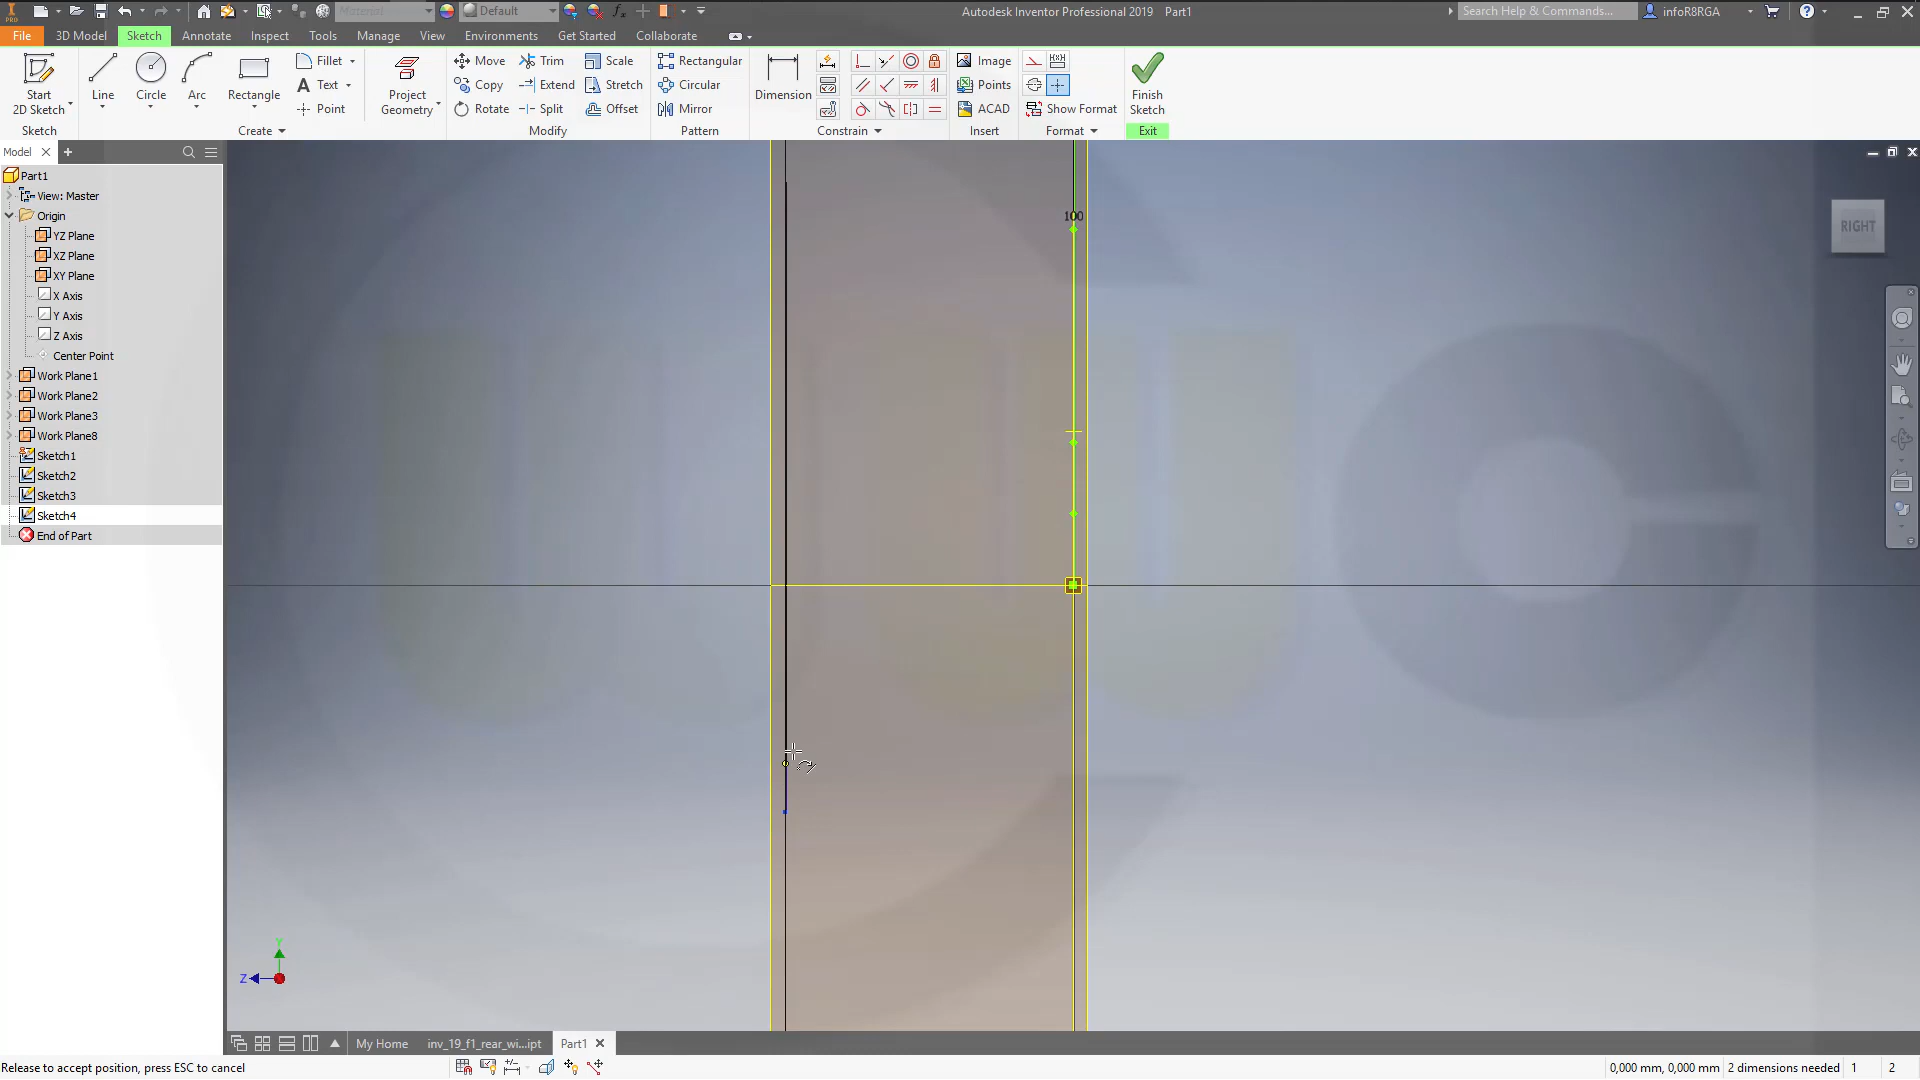 Material
Default
Autodesk Inventor Professional 2019 Part1
Search Help & Commands...
infoR8RGA
PRO
File 3D Model Sketch Annotate Inspect Tools Manage View Environments Get Started Collaborate
Start
2D Sketch
Line
Circle
Arc
Rectangle
Fillet
Text
Point
Project
Geometry
Move
Copy
Rotate
Trim
Extend
Split
Scale
Stretch
Offset
Rectangular
Circular
Mirror
Dimension
Image
Points
ACAD
Show Format
Finish
Sketch
Sketch Create Modify Pattern Constrain Insert Format Exit
Model
Part1
View: Master
Origin
YZ Plane
XZ Plane
XY Plane
X Axis
Y Axis
Z Axis
Center Point
Work Plane1
Work Plane2
Work Plane3
Work Plane8
Sketch1
Sketch2
Sketch3
Sketch4
End of Part
100
RIGHT
Y
Z
My Home inv_19_f1_rear_wi...ipt Part1
Release to accept position, press ESC to cancel
0,000 mm, 0,000 mm 2 dimensions needed 1 2